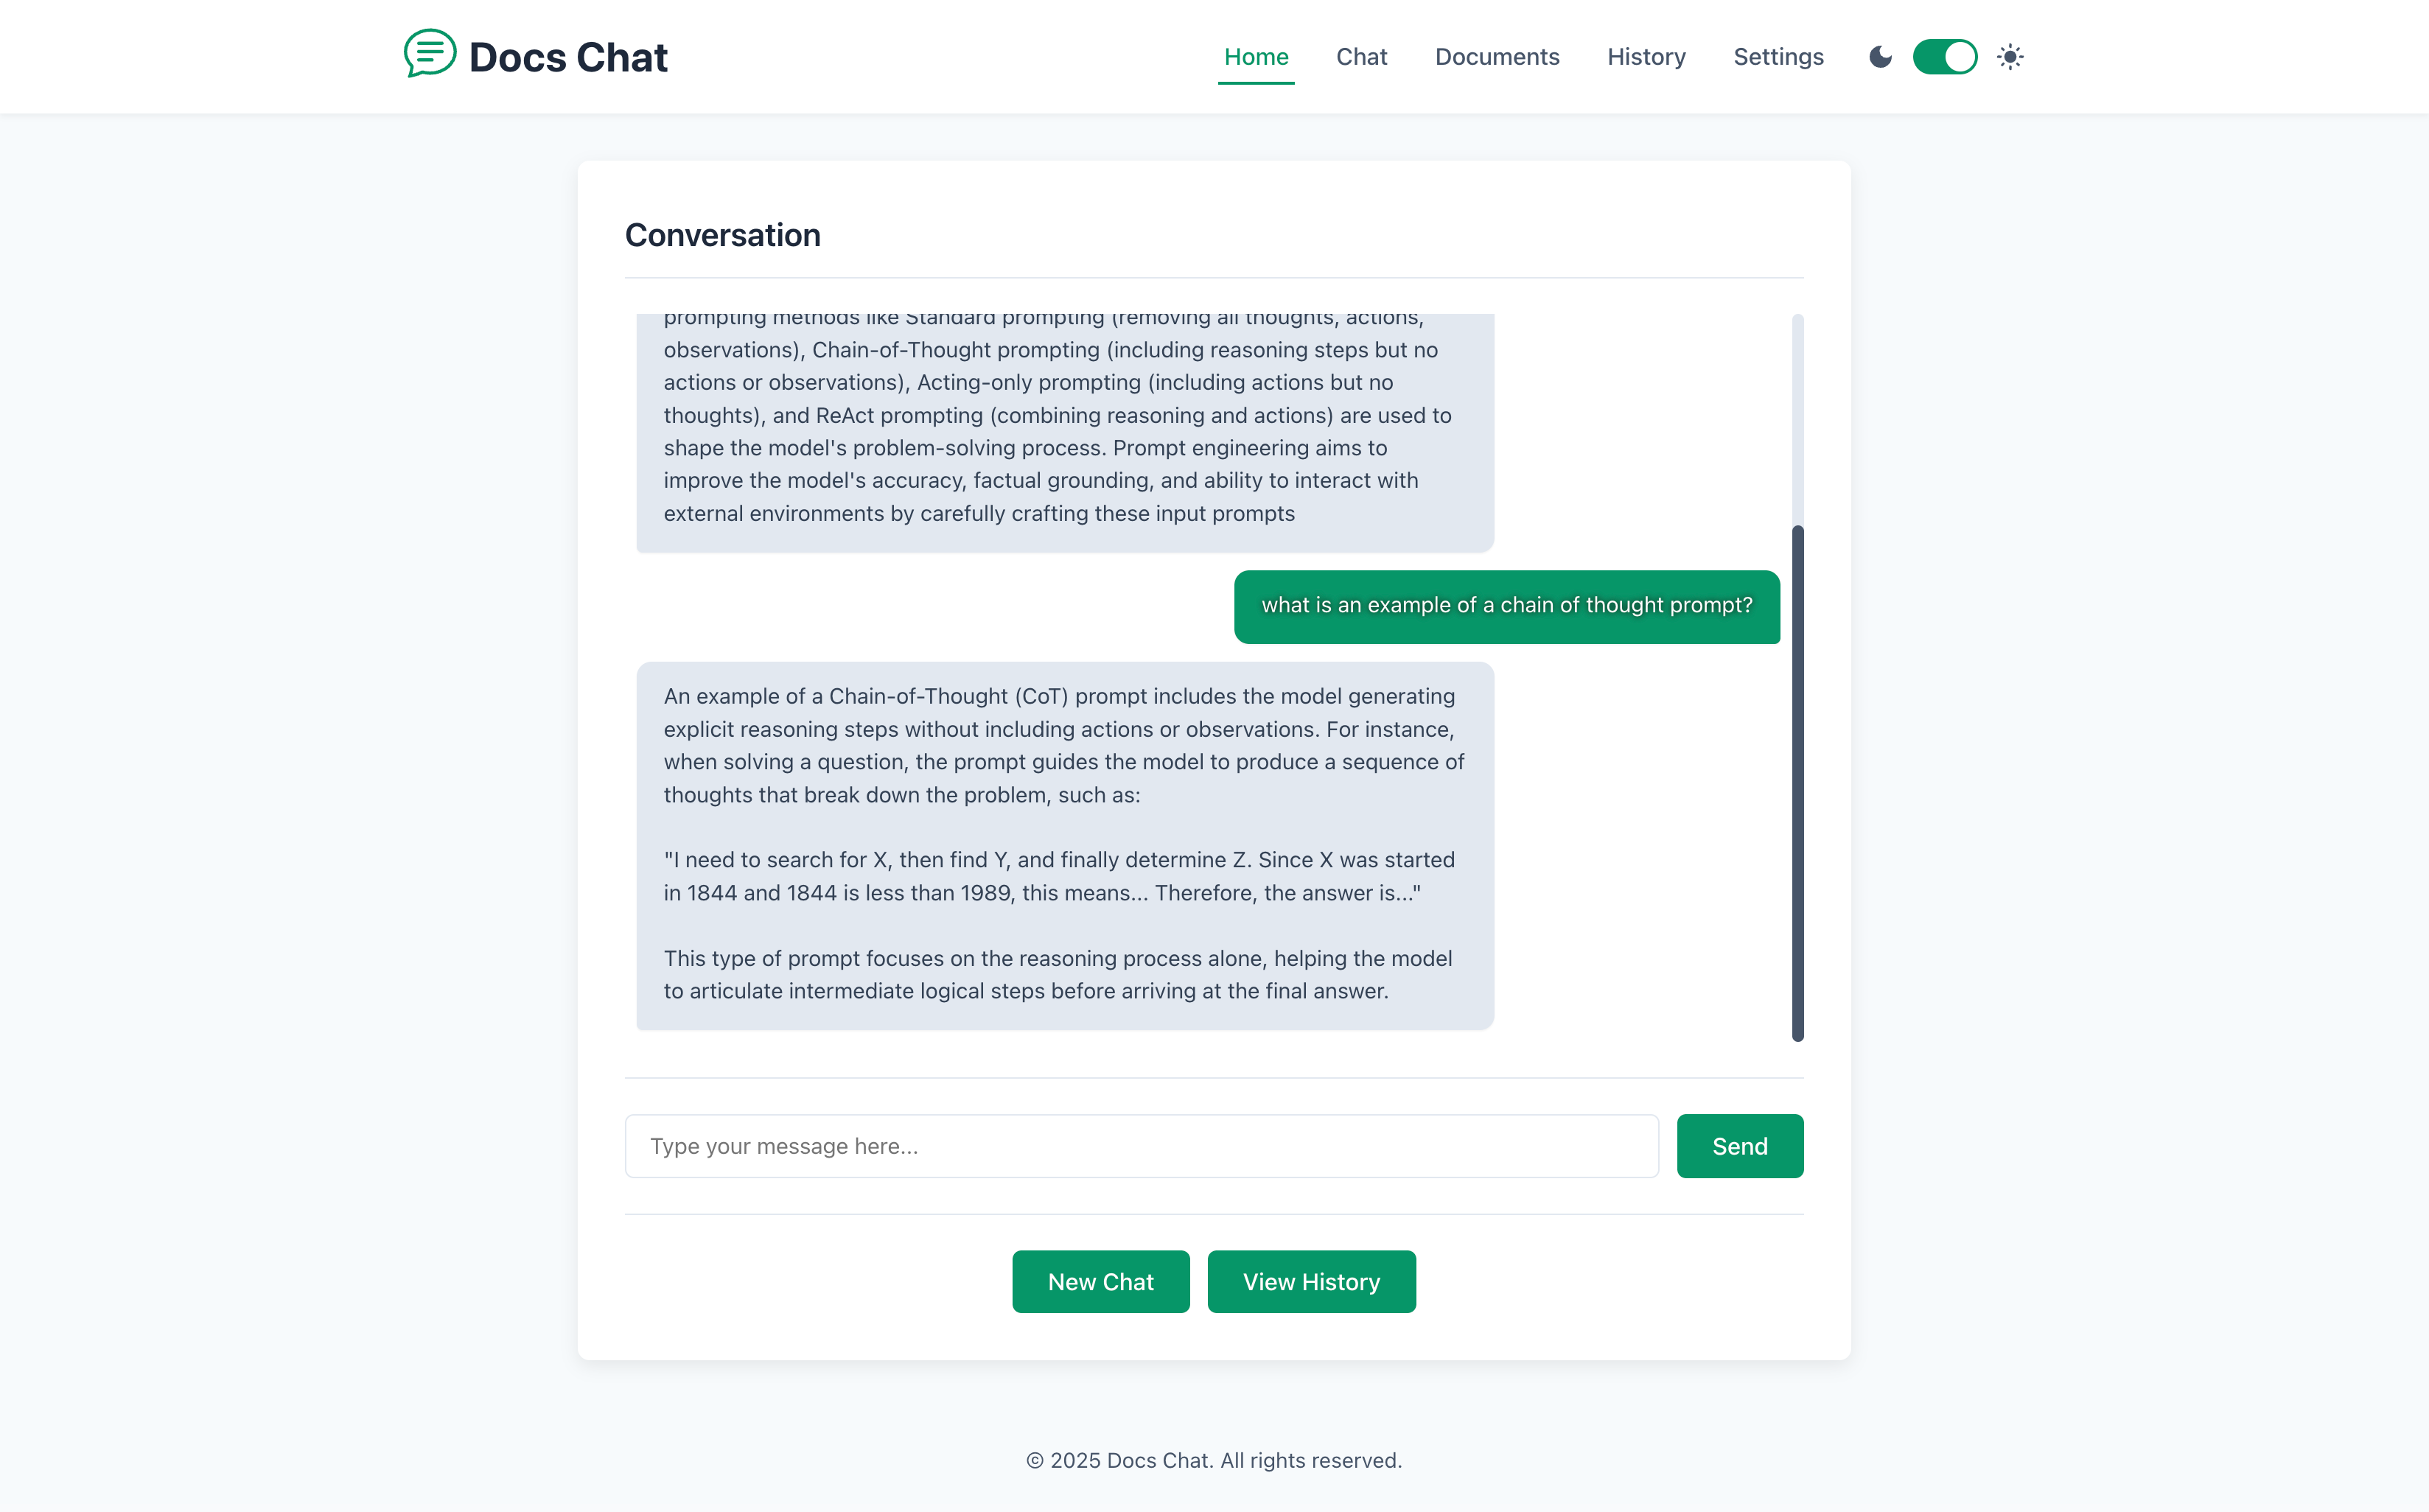 Docs Chat
Home
Chat
Documents
History
Settings
Conversation
prompting methods like Standard prompting (removing all thoughts, actions,
observations), Chain-of-Thought prompting (including reasoning steps but no
actions or observations), Acting-only prompting (including actions but no
thoughts), and ReAct prompting (combining reasoning and actions) are used to
shape the model's problem-solving process. Prompt engineering aims to
improve the model's accuracy, factual grounding, and ability to interact with
external environments by carefully crafting these input prompts
what is an example of a chain of thought prompt?
An example of a Chain-of-Thought (CoT) prompt includes the model generating
explicit reasoning steps without including actions or observations. For instance,
when solving a question, the prompt guides the model to produce a sequence of
thoughts that break down the problem, such as:
"I need to search for X, then find Y, and finally determine Z. Since X was started
in 1844 and 1844 is less than 1989, this means... Therefore, the answer is..."
This type of prompt focuses on the reasoning process alone, helping the model
to articulate intermediate logical steps before arriving at the final answer.
Type your message here...
Send
New Chat
View History
© 2025 Docs Chat. All rights reserved.